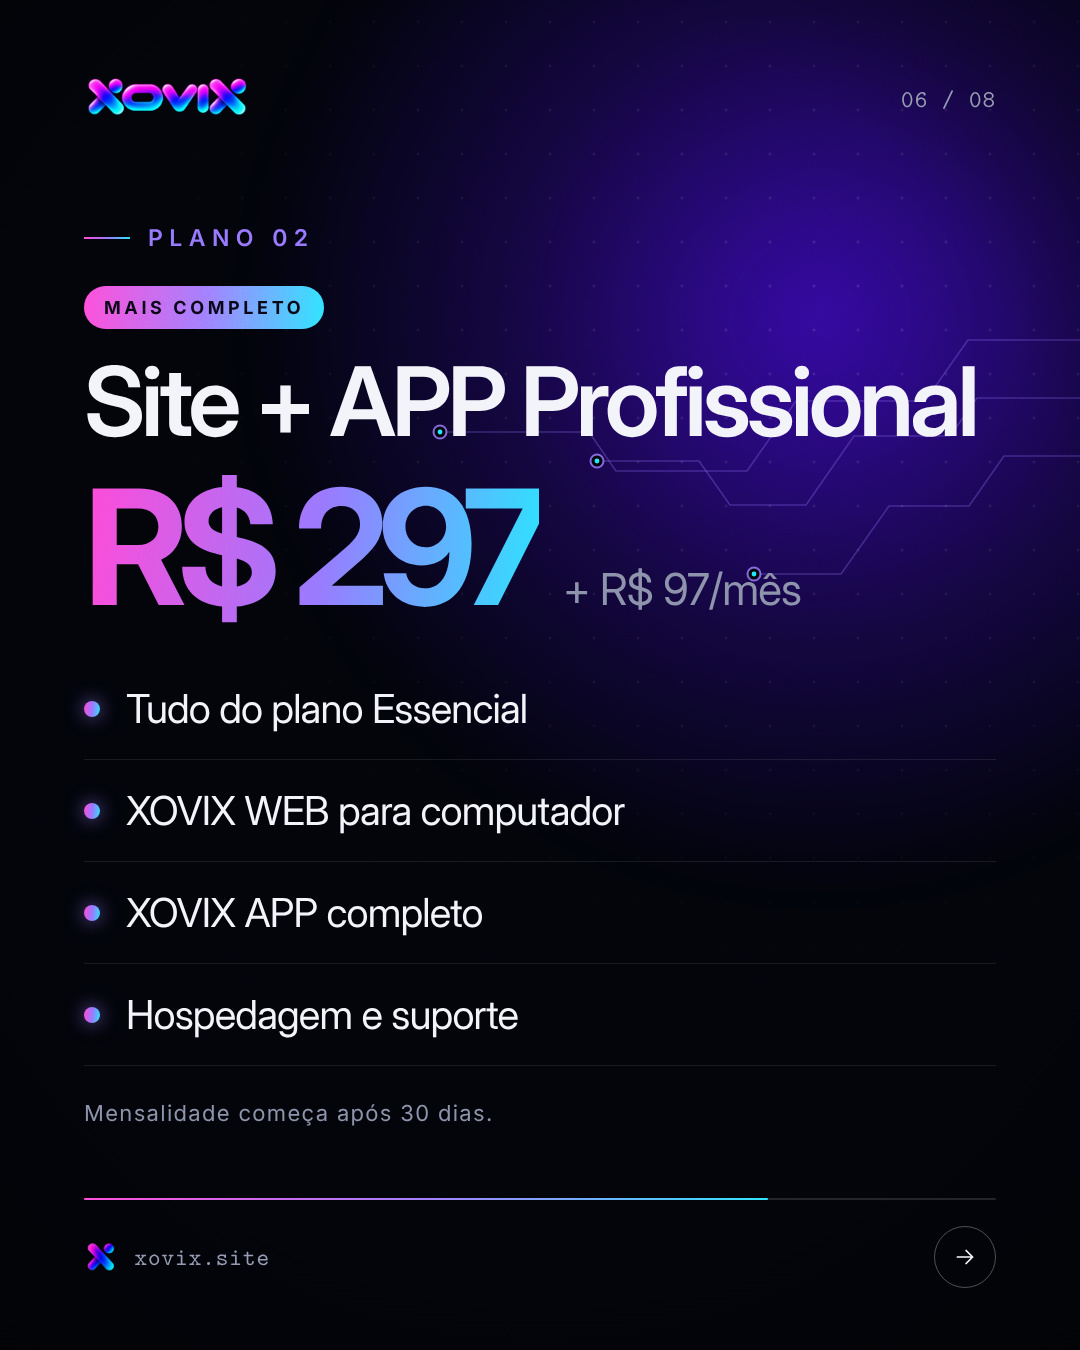 XOVIX
06 / 08
PLANO 02
MAIS COMPLETO
Site + APP Profissional
R$ 297 + R$ 97/mês
Tudo do plano Essencial
XOVIX WEB para computador
XOVIX APP completo
Hospedagem e suporte
Mensalidade começa após 30 dias.
xovix.site